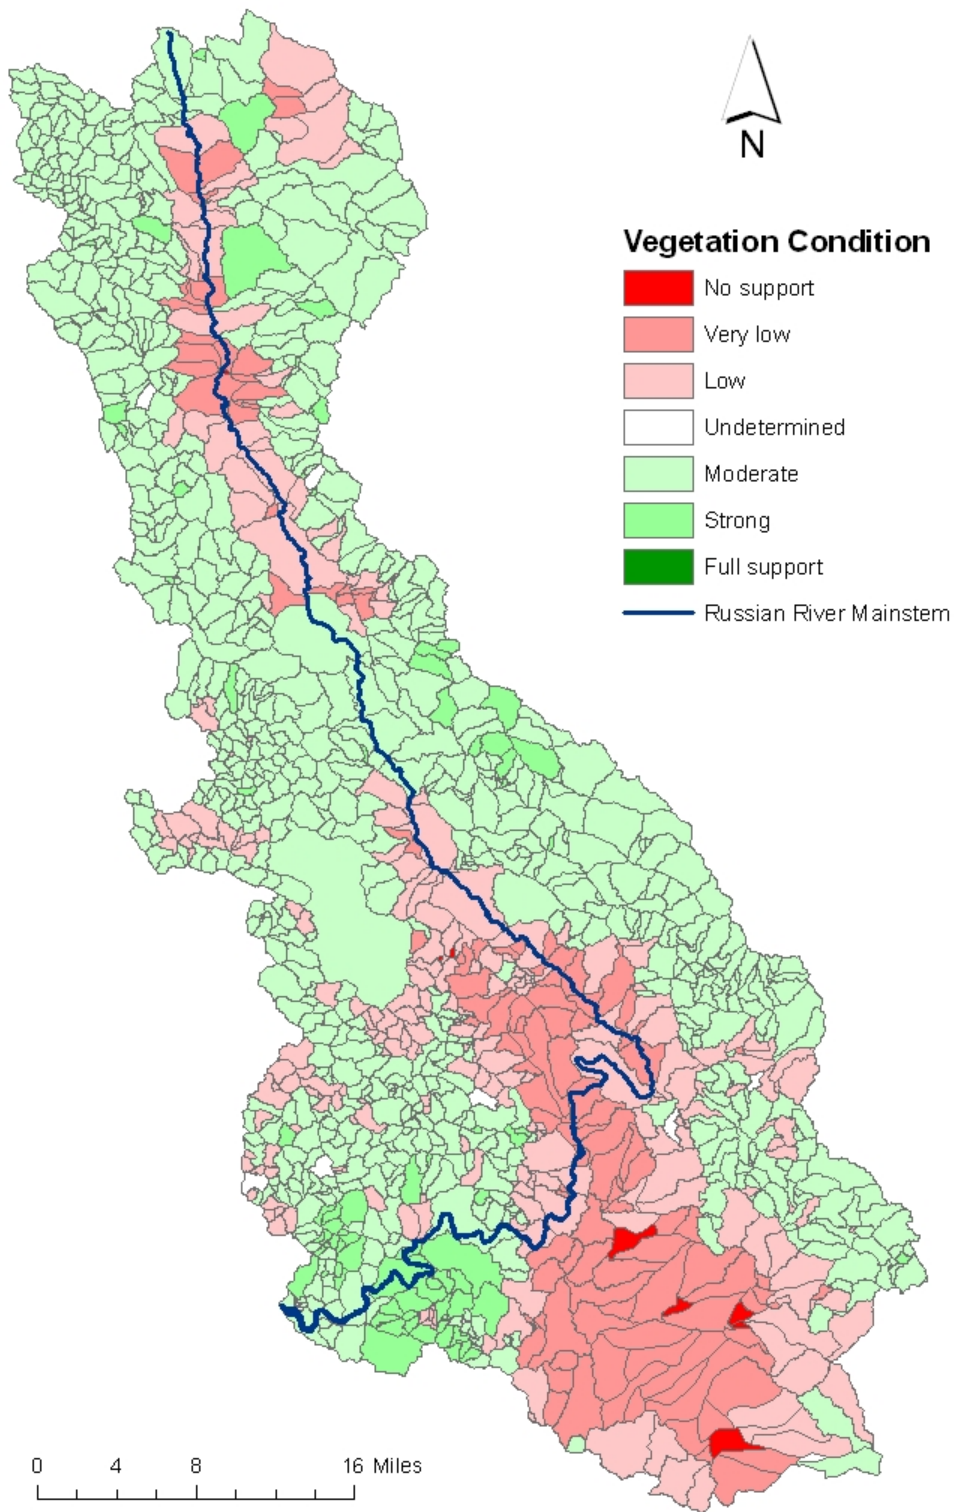 N
Vegetation Condition
No support
Very low
Low
Undetermined
Moderate
Strong
Full support
Russian River Mainstem
0 4 8 16 Miles